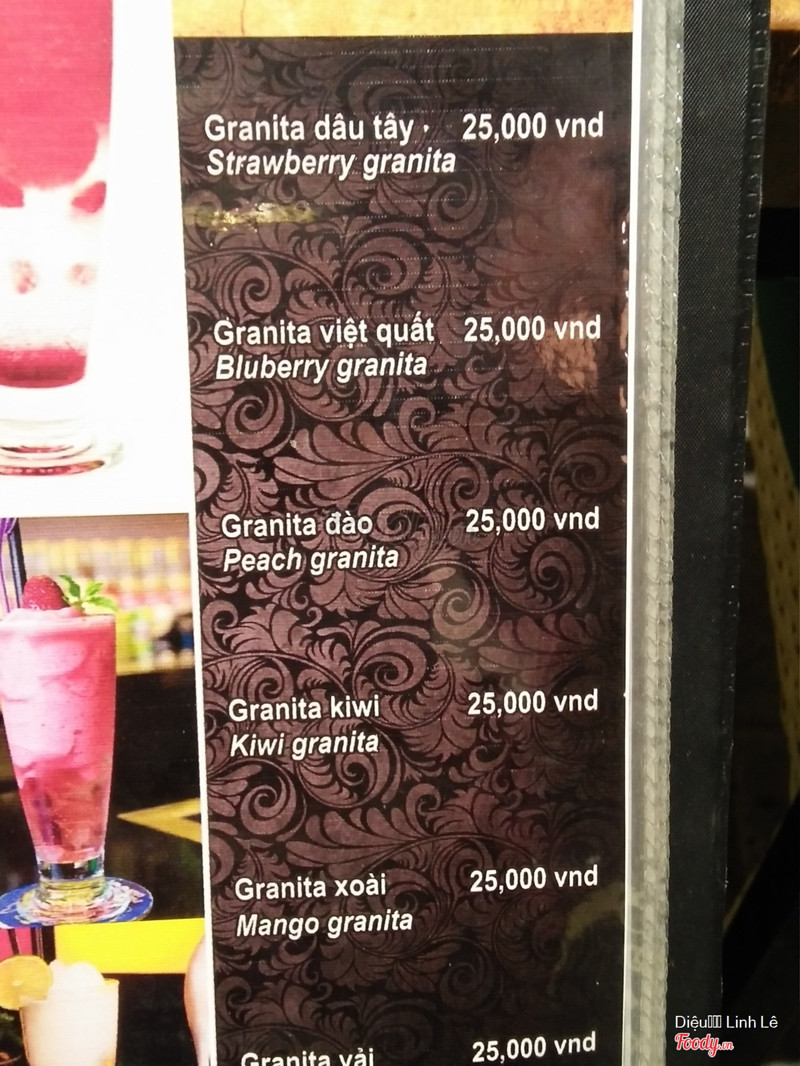 Granita dâu tây 25,000 vnd
Strawberry granita
Granita việt quất 25,000 vnd
Bluberry granita
Granita đào 25,000 vnd
Peach granita
Granita kiwi 25,000 vnd
Kiwi granita
Granita xoài 25,000 vnd
Mango granita
Granita vải 25,000 vnd
Diệu Linh Lê
Foody.vn